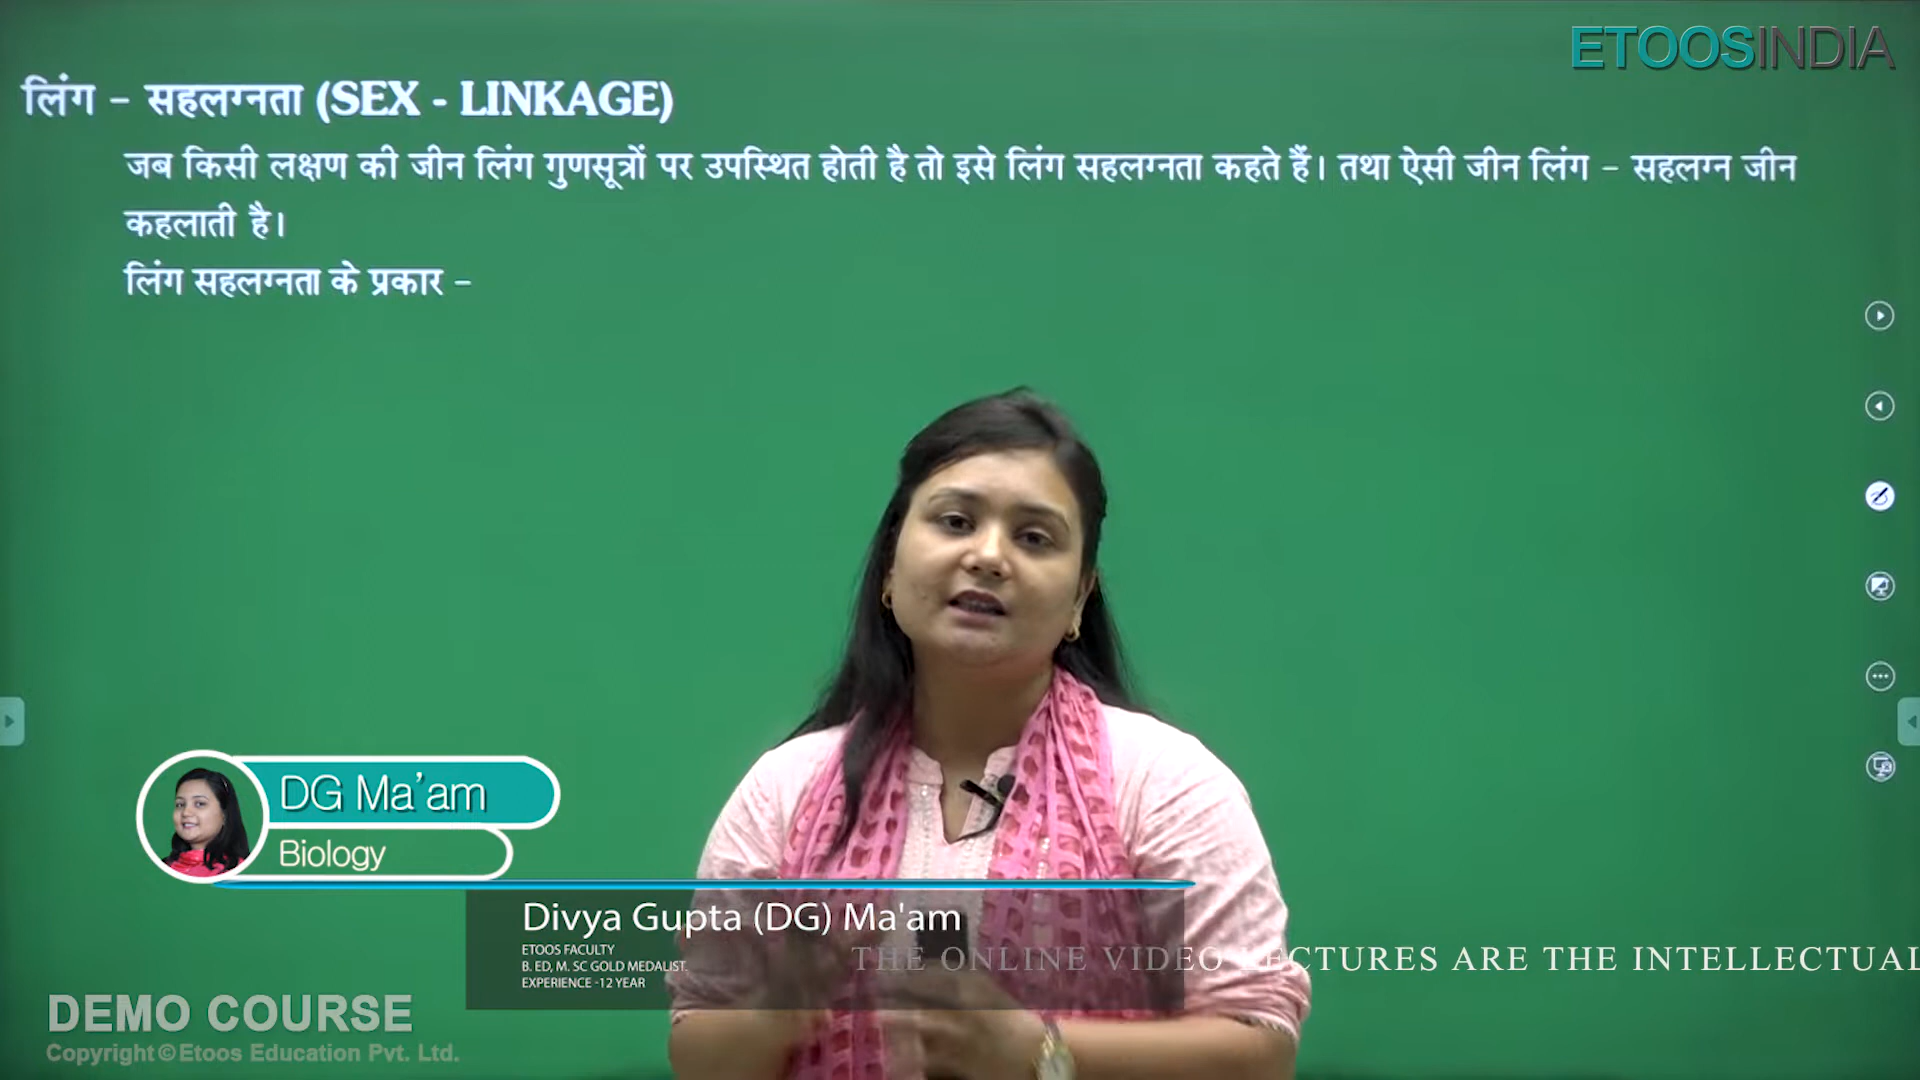 ETOOSINDIA
लिंग - सहलग्नता (SEX - LINKAGE)
जब किसी लक्षण की जीन लिंग गुणसूत्रों पर उपस्थित होती है तो इसे लिंग सहलग्नता कहते हैं। तथा ऐसी जीन लिंग - सहलग्न जीन
कहलाती है।
लिंग सहलग्नता के प्रकार -
DG Ma'am
Biology
Divya Gupta (DG) Ma'am
ETOOS FACULTY
B. ED, M. SC GOLD MEDALIST.
EXPERIENCE -12 YEAR
THE ONLINE VIDEO LECTURES ARE THE INTELLECTUAL
DEMO COURSE
Copyright © Etoos Education Pvt. Ltd.